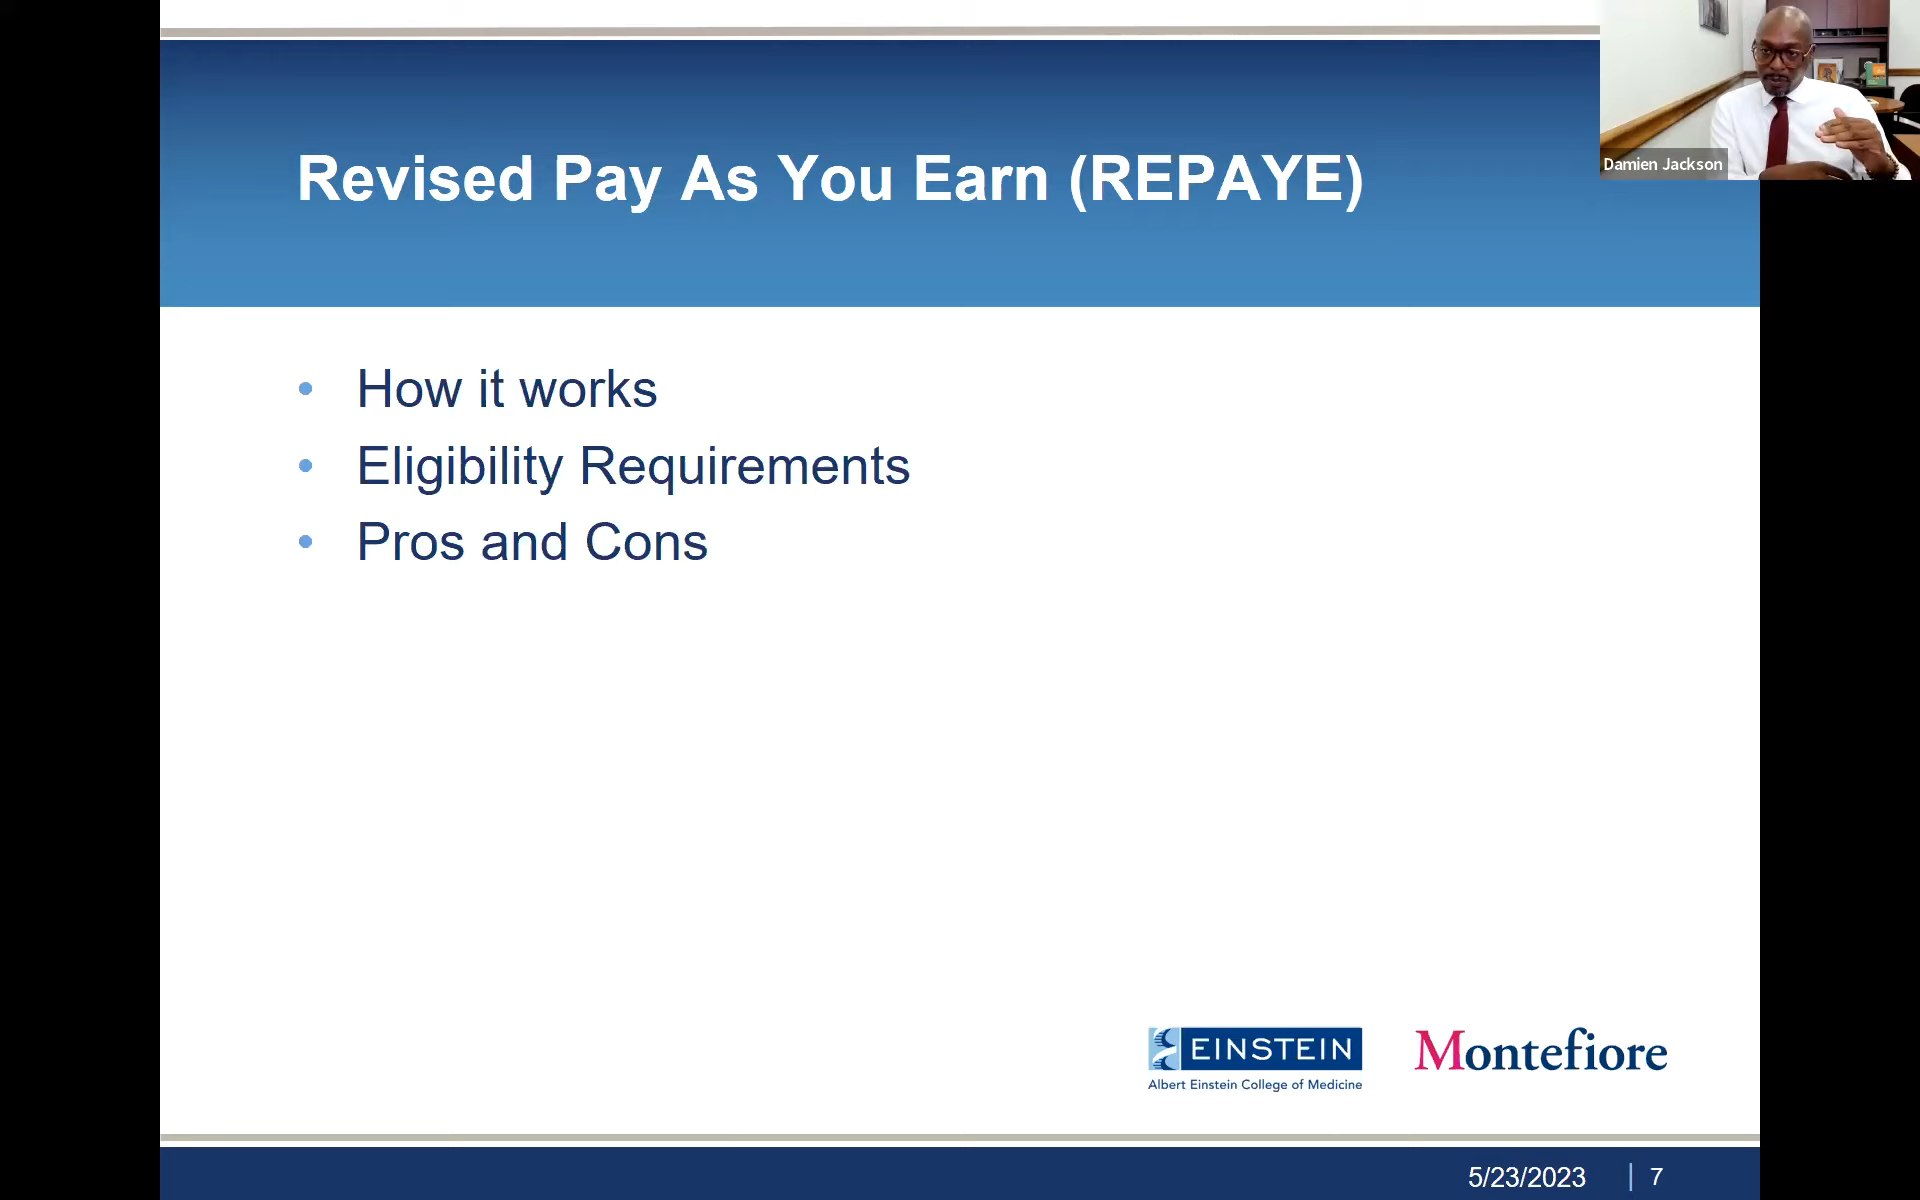 Revised Pay As You Earn (REPAYE)
Damien Jackson
• How it works
• Eligibility Requirements
• Pros and Cons
EINSTEIN
Albert Einstein College of Medicine
Montefiore
5/23/2023 | 7